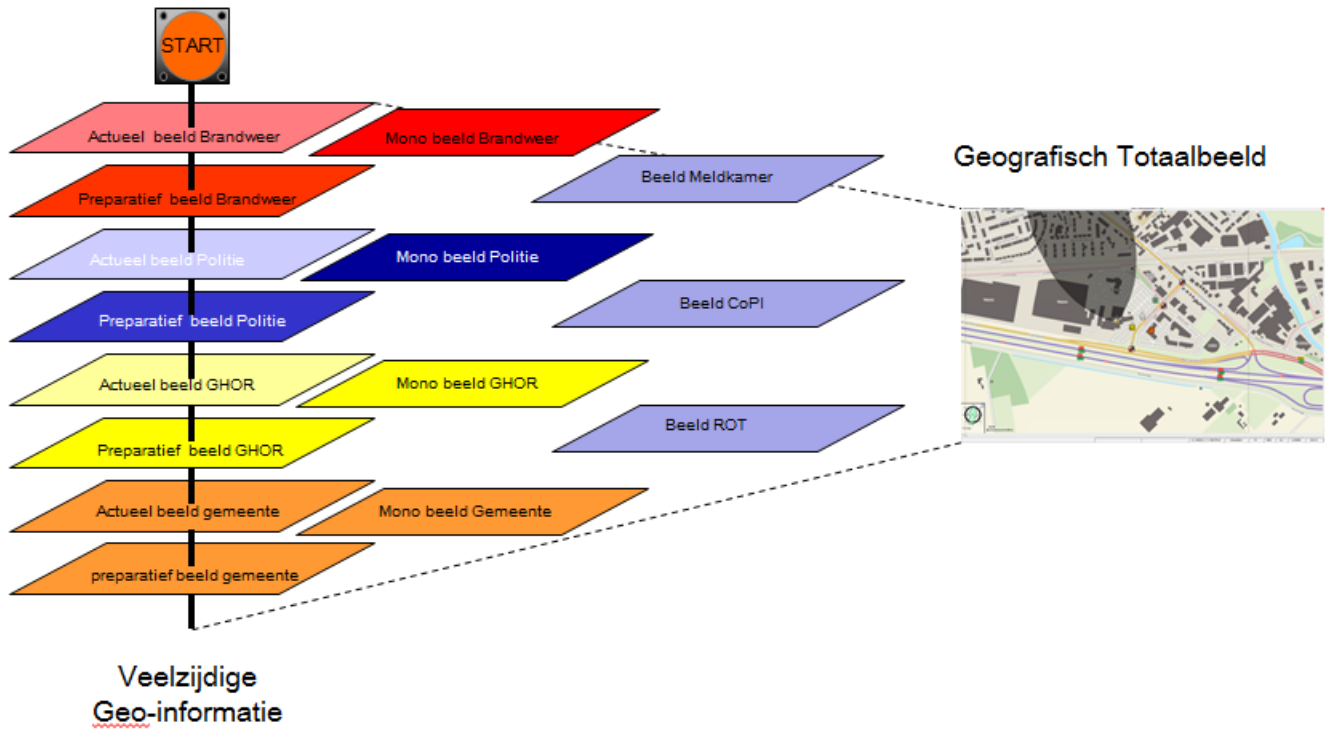 START
Actueel beeld Brandweer
Mono beeld Brandweer
Beeld Meldkamer
Geografisch Totaalbeeld
Preparatief beeld Brandweer
Actueel beeld Politie
Mono beeld Politie
Preparatief beeld Politie
Beeld CoPI
Actueel beeld GHOR
Mono beeld GHOR
Preparatief beeld GHOR
Beeld ROT
Actueel beeld gemeente
Mono beeld Gemeente
preparatief beeld gemeente
Veelzijdige
Geo-informatie